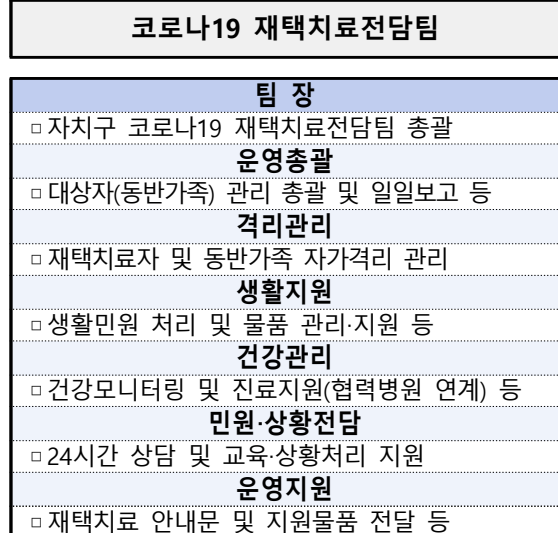 코로나19 재택치료전담팀
팀 장
□ 자치구 코로나19 재택치료전담팀 총괄
운영총괄
□ 대상자(동반가족) 관리 총괄 및 일일보고 등
격리관리
□ 재택치료자 및 동반가족 자가격리 관리
생활지원
□ 생활민원 처리 및 물품 관리·지원 등
건강관리
□ 건강모니터링 및 진료지원(협력병원 연계) 등
민원·상황전담
□ 24시간 상담 및 교육·상황처리 지원
운영지원
□ 재택치료 안내문 및 지원물품 전달 등